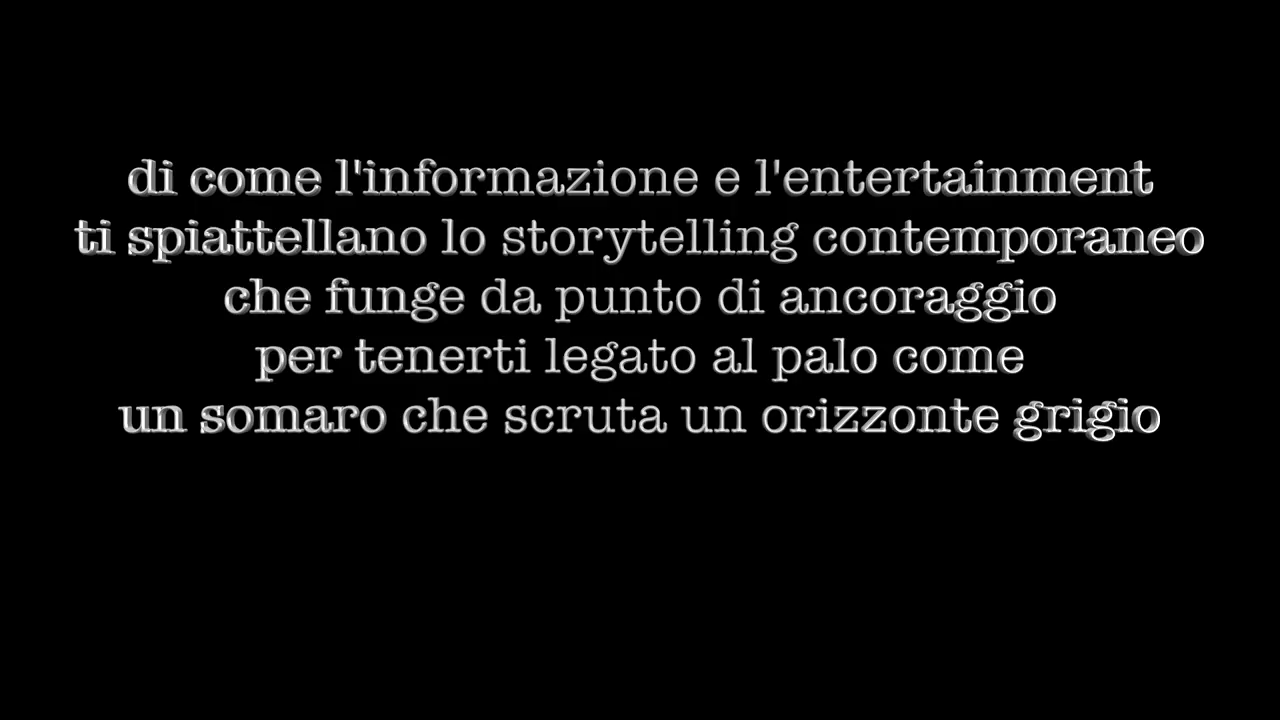 di come l'informazione e l'entertainment
ti spiattellano lo storytelling contemporaneo
che funge da punto di ancoraggio
per tenerti legato al palo come
un somaro che scruta un orizzonte grigio